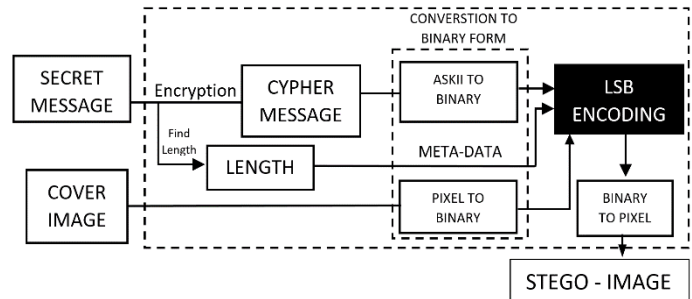 CONVERSTION TO
BINARY FORM
SECRET
MESSAGE
Encryption
CYPHER
MESSAGE
ASKII TO
BINARY
LSB
ENCODING
Find
Length
LENGTH
META-DATA
COVER
IMAGE
PIXEL TO
BINARY
BINARY
TO PIXEL
STEGO - IMAGE